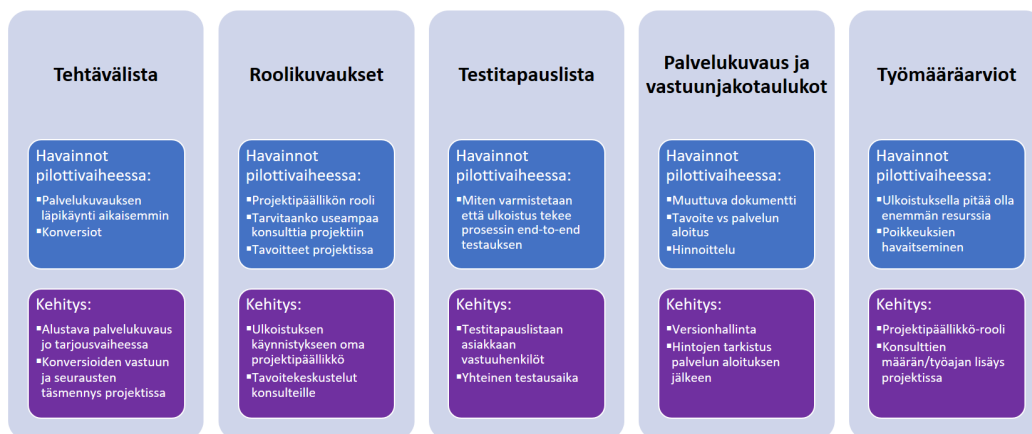 Tehtävälista
Havainnot
pilottivaiheessa:
▪Palvelukuvauksen
läpikäynti aikaisemmin
▪Konversiot
Kehitys:
▪Alustava palvelukuvaus
jo tarjousvaiheessa
▪Konversioiden vastuun
ja seurausten
täsmennys projektissa
Roolikuvaukset
Havainnot
pilottivaiheessa:
▪Projektipäällikön rooli
▪Tarvitaanko useampaa
konsulttia projektiin
▪Tavoitteet projektissa
Kehitys:
▪Ulkoistuksen
käynnistykseen oma
projektipäällikkö
▪Tavoitekeskustelut
konsulteille
Testitapauslista
Havainnot
pilottivaiheessa:
▪Miten varmistetaan
että ulkoistus tekee
prosessin end-to-end
testauksen
Kehitys:
▪Testitapauslistaan
asiakkaan
vastuuhenkilöt
▪Yhteinen testausaika
Palvelukuvaus ja
vastuunjakotaulukot
Havainnot
pilottivaiheessa:
▪Muuttuva dokumentti
▪Tavoite vs palvelun
aloitus
▪Hinnoittelu
Kehitys:
▪Versionhallinta
▪Hintojen tarkistus
palvelun aloituksen
jälkeen
Työmääräarviot
Havainnot
pilottivaiheessa:
▪Ulkoistuksella pitää olla
enemmän resurssia
▪Poikkeuksien
havaitseminen
Kehitys:
▪Projektipäällikkö-rooli
▪Konsulttien
määrän/työajan lisäys
projektissa